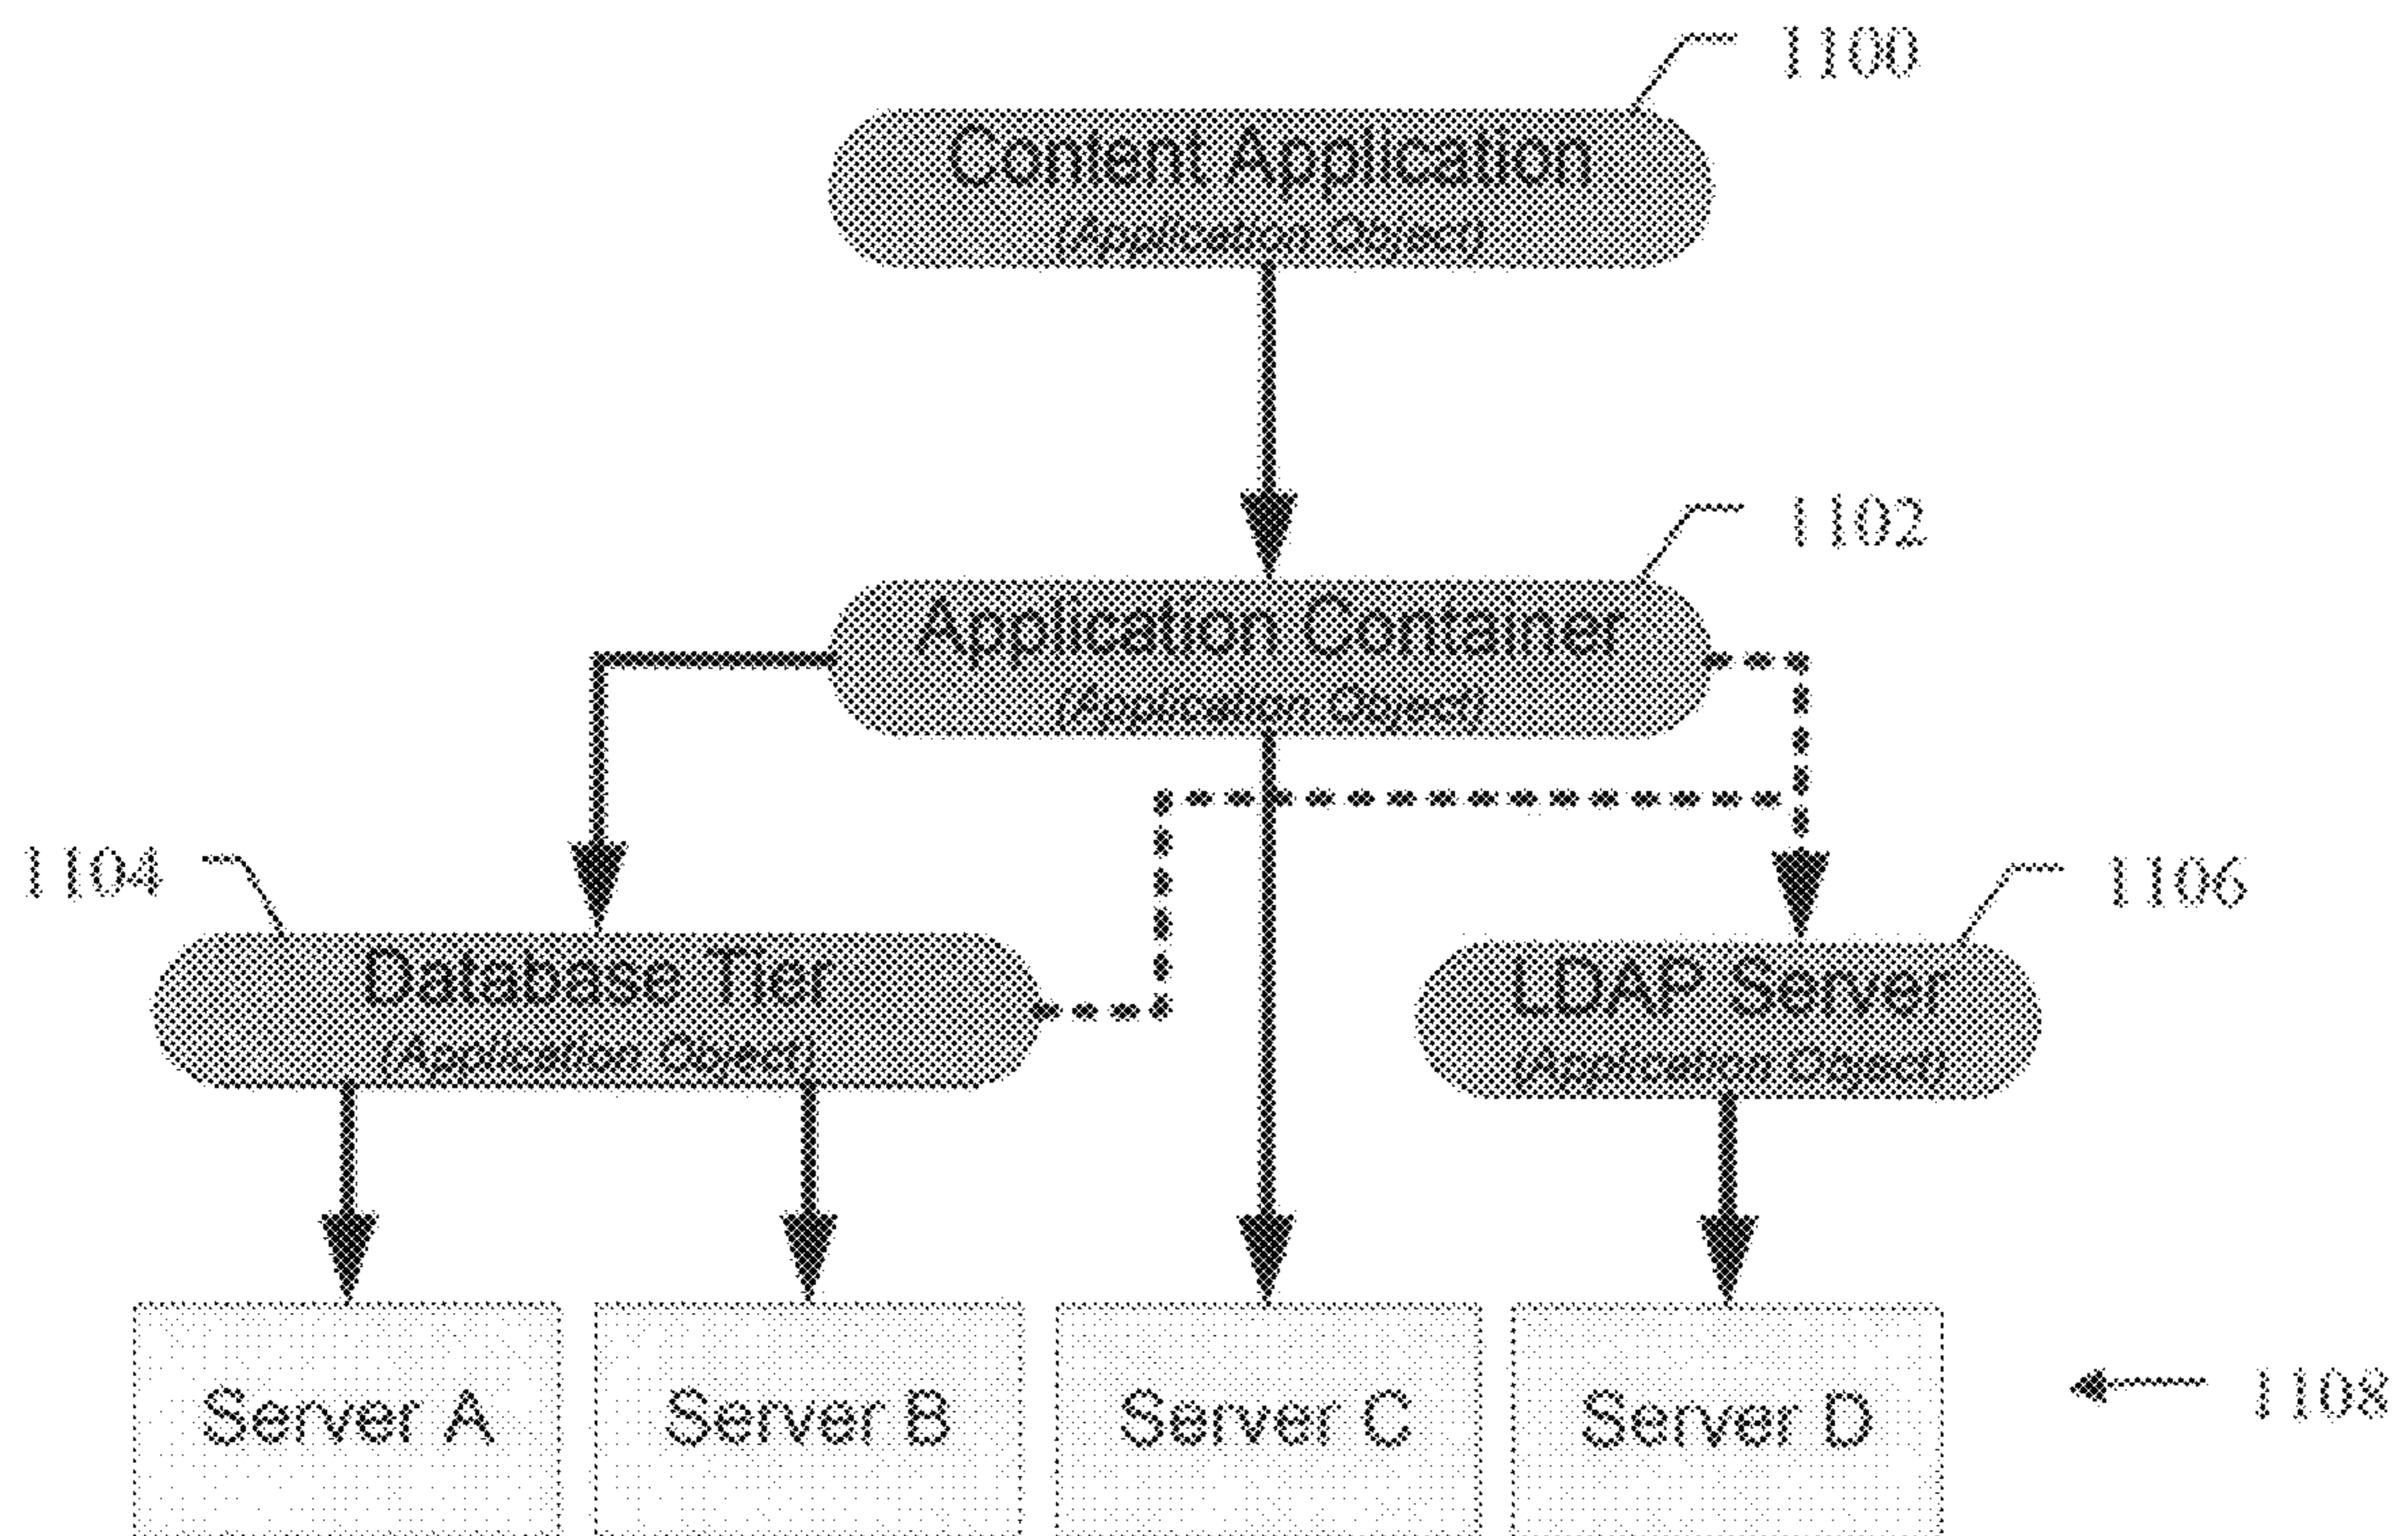 1100
Content Application
(Application Object)
1102
Application Container
(Application Object)
1104
Database Tier
(Application Object)
1106
LDAP Server
(Application Object)
Server A
Server B
Server C
Server D
1108